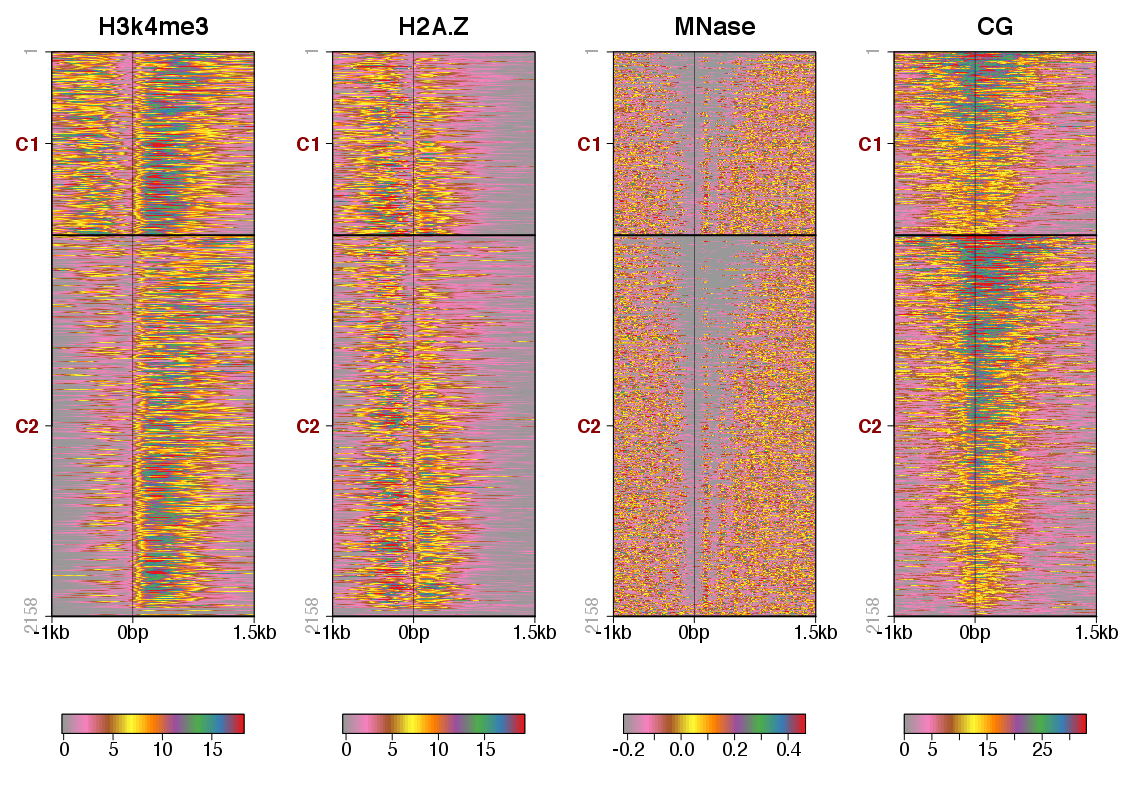 H3k4me3 H2A.Z MNase CG
1 1 1 1
C1 C1 C1 C1
C2 C2 C2 C2
2158 2158 2158 2158
-1kb 0bp 1.5kb -1kb 0bp 1.5kb -1kb 0bp 1.5kb -1kb 0bp 1.5kb
0 5 10 15 0 5 10 15 -0.2 0.0 0.2 0.4 0 5 15 25